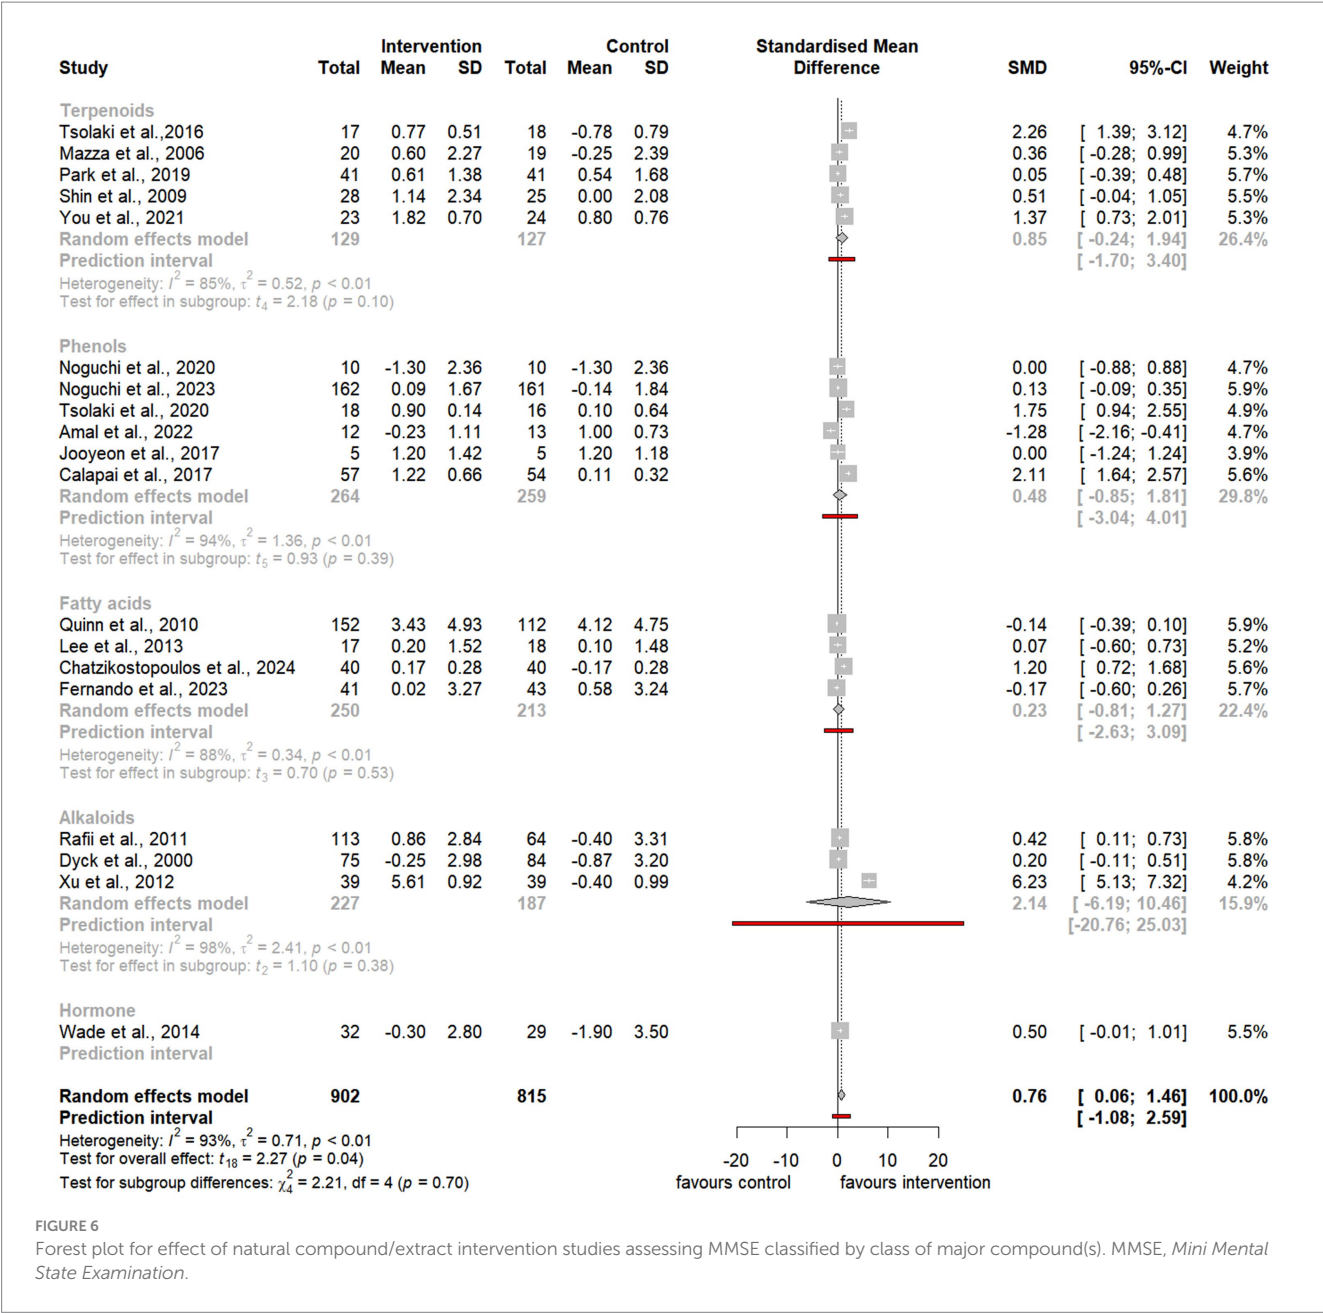 Intervention Control Standardised Mean
Study Total Mean SD Total Mean SD Difference SMD 95%-CI Weight
Terpenoids
Tsolaki et al.,2016 17 0.77 0.51 18 -0.78 0.79 2.26 [ 1.39; 3.12] 4.7%
Mazza et al., 2006 20 0.60 2.27 19 -0.25 2.39 0.36 [ -0.28; 0.99] 5.3%
Park et al., 2019 41 0.61 1.38 41 0.54 1.68 0.05 [ -0.39; 0.48] 5.7%
Shin et al., 2009 28 1.14 2.34 25 0.00 2.08 0.51 [ -0.04; 1.05] 5.5%
You et al., 2021 23 1.82 0.70 24 0.80 0.76 1.37 [ 0.73; 2.01] 5.3%
Random effects model 129 127 0.85 [ -0.24; 1.94] 26.4%
Prediction interval [ -1.70; 3.40]
Heterogeneity: I² = 85%, τ² = 0.52, p < 0.01
Test for effect in subgroup: t₄ = 2.18 (p = 0.10)
Phenols
Noguchi et al., 2020 10 -1.30 2.36 10 -1.30 2.36 0.00 [ -0.88; 0.88] 4.7%
Noguchi et al., 2023 162 0.09 1.67 161 -0.14 1.84 0.13 [ -0.09; 0.35] 5.9%
Tsolaki et al., 2020 18 0.90 0.14 16 0.10 0.64 1.75 [ 0.94; 2.55] 4.9%
Amal et al., 2022 12 -0.23 1.11 13 1.00 0.73 -1.28 [ -2.16; -0.41] 4.7%
Jooyeon et al., 2017 5 1.20 1.42 5 1.20 1.18 0.00 [ -1.24; 1.24] 3.9%
Calapai et al., 2017 57 1.22 0.66 54 0.11 0.32 2.11 [ 1.64; 2.57] 5.6%
Random effects model 264 259 0.48 [ -0.85; 1.81] 29.8%
Prediction interval [ -3.04; 4.01]
Heterogeneity: I² = 94%, τ² = 1.36, p < 0.01
Test for effect in subgroup: t₅ = 0.93 (p = 0.39)
Fatty acids
Quinn et al., 2010 152 3.43 4.93 112 4.12 4.75 -0.14 [ -0.39; 0.10] 5.9%
Lee et al., 2013 17 0.20 1.52 18 0.10 1.48 0.07 [ -0.60; 0.73] 5.2%
Chatzikostopoulos et al., 2024 40 0.17 0.28 40 -0.17 0.28 1.20 [ 0.72; 1.68] 5.6%
Fernando et al., 2023 41 0.02 3.27 43 0.58 3.24 -0.17 [ -0.60; 0.26] 5.7%
Random effects model 250 213 0.23 [ -0.81; 1.27] 22.4%
Prediction interval [ -2.63; 3.09]
Heterogeneity: I² = 88%, τ² = 0.34, p < 0.01
Test for effect in subgroup: t₃ = 0.70 (p = 0.53)
Alkaloids
Rafii et al., 2011 113 0.86 2.84 64 -0.40 3.31 0.42 [ 0.11; 0.73] 5.8%
Dyck et al., 2000 75 -0.25 2.98 84 -0.87 3.20 0.20 [ -0.11; 0.51] 5.8%
Xu et al., 2012 39 5.61 0.92 39 -0.40 0.99 6.23 [ 5.13; 7.32] 4.2%
Random effects model 227 187 2.14 [ -6.19; 10.46] 15.9%
Prediction interval [-20.76; 25.03]
Heterogeneity: I² = 98%, τ² = 2.41, p < 0.01
Test for effect in subgroup: t₂ = 1.10 (p = 0.38)
Hormone
Wade et al., 2014 32 -0.30 2.80 29 -1.90 3.50 0.50 [ -0.01; 1.01] 5.5%
Prediction interval
Random effects model 902 815 0.76 [ 0.06; 1.46] 100.0%
Prediction interval [ -1.08; 2.59]
Heterogeneity: I² = 93%, τ² = 0.71, p < 0.01
Test for overall effect: t₁₈ = 2.27 (p = 0.04)
Test for subgroup differences: χ²₄ = 2.21, df = 4 (p = 0.70)
-20 -10 0 10 20
favours control favours intervention
FIGURE 6
Forest plot for effect of natural compound/extract intervention studies assessing MMSE classified by class of major compound(s). MMSE, Mini Mental
State Examination.